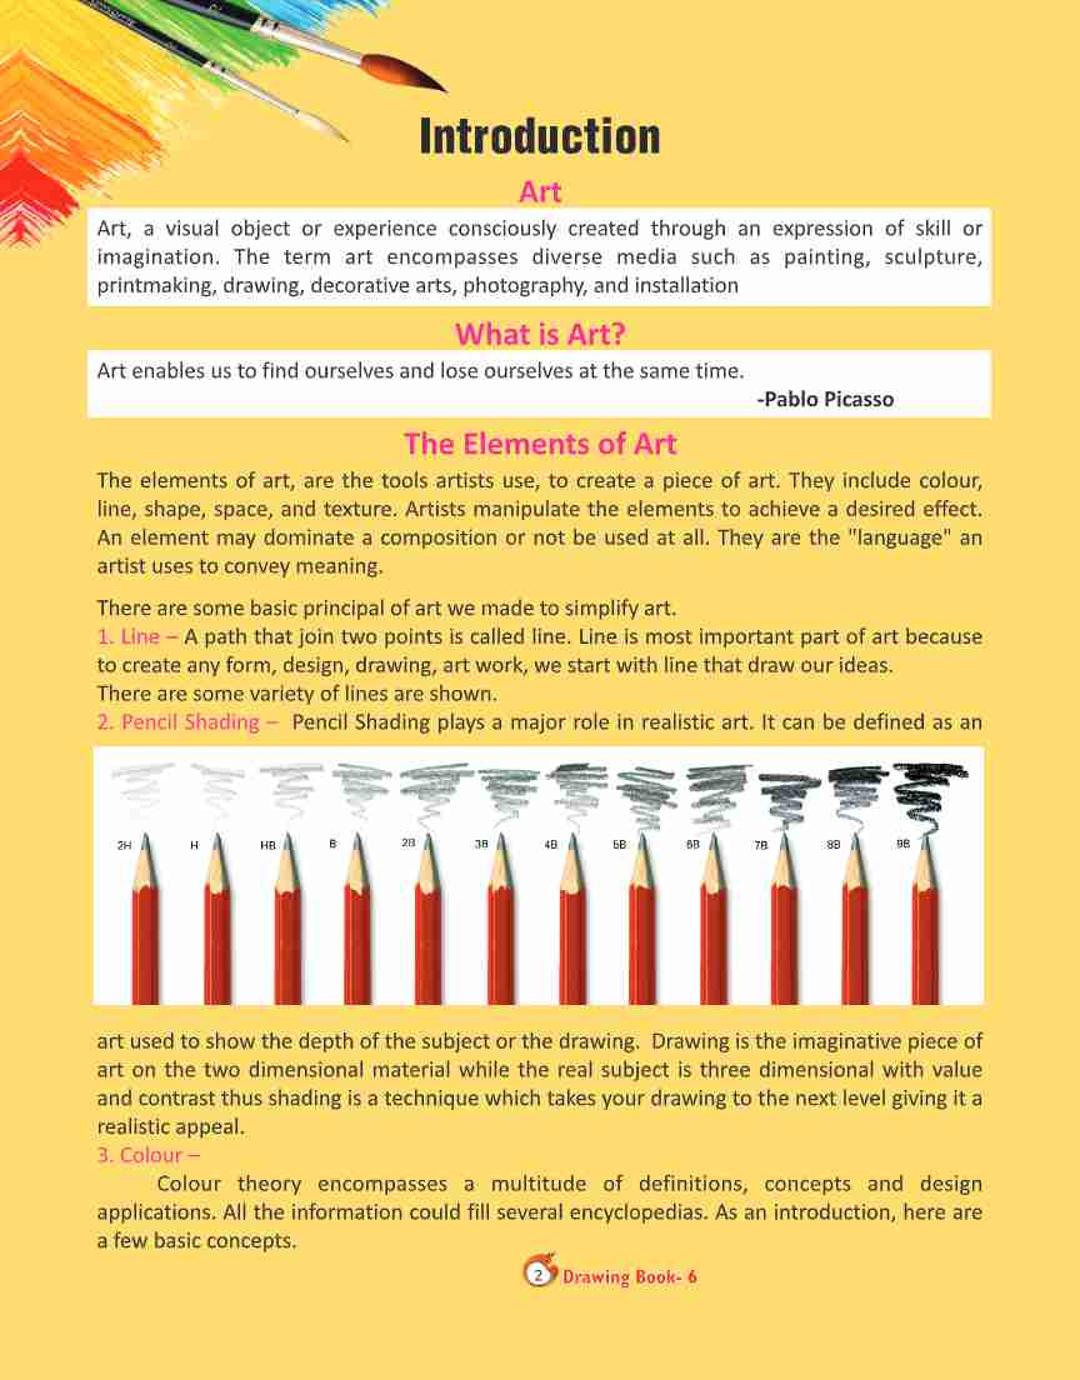 Introduction
Art
Art, a visual object or experience consciously created through an expression of skill or
imagination. The term art encompasses diverse media such as painting, sculpture,
printmaking, drawing, decorative arts, photography, and installation
What is Art?
Art enables us to find ourselves and lose ourselves at the same time.
-Pablo Picasso
The Elements of Art
The elements of art, are the tools artists use, to create a piece of art. They include colour,
line, shape, space, and texture. Artists manipulate the elements to achieve a desired effect.
An element may dominate a composition or not be used at all. They are the "language" an
artist uses to convey meaning.
There are some basic principal of art we made to simplify art.
1. Line – A path that join two points is called line. Line is most important part of art because
to create any form, design, drawing, art work, we start with line that draw our ideas.
There are some variety of lines are shown.
2. Pencil Shading – Pencil Shading plays a major role in realistic art. It can be defined as an
2H H HB B 2B 3B 4B 5B 6B 7B 8B 9B
art used to show the depth of the subject or the drawing. Drawing is the imaginative piece of
art on the two dimensional material while the real subject is three dimensional with value
and contrast thus shading is a technique which takes your drawing to the next level giving it a
realistic appeal.
3. Colour –
Colour theory encompasses a multitude of definitions, concepts and design
applications. All the information could fill several encyclopedias. As an introduction, here are
a few basic concepts.
2 Drawing Book- 6